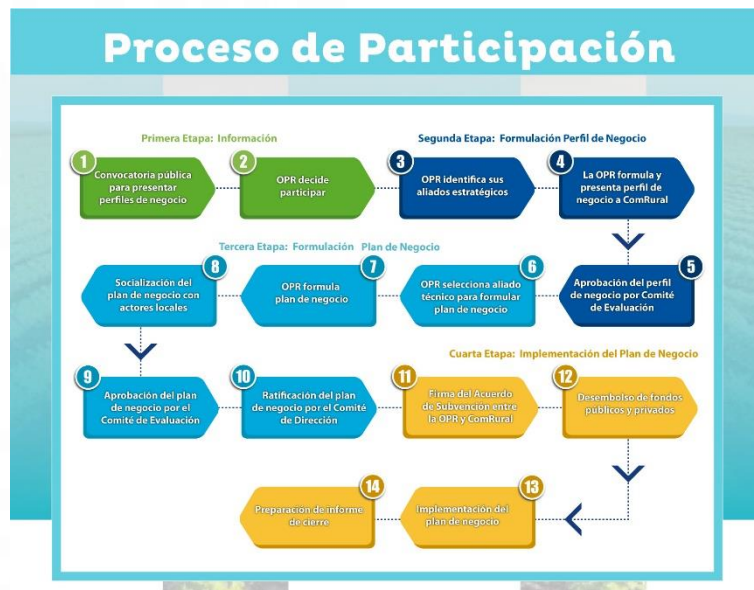 Proceso de Participación
Primera Etapa: Información
Segunda Etapa: Formulación Perfil de Negocio
1
Convocatoria pública
para presentar
perfiles de negocio
2
OPR decide
participar
3
OPR identifica sus
aliados estratégicos
4
La OPR formula y
presenta perfil de
negocio a ComRural
Tercera Etapa: Formulación Plan de Negocio
5
Aprobación del perfil
de negocio por Comité
de Evaluación
6
OPR selecciona aliado
técnico para formular
plan de negocio
7
OPR formula
plan de negocio
8
Socialización del
plan de negocio con
actores locales
Cuarta Etapa: Implementación del Plan de Negocio
9
Aprobación del plan
de negocio por el
Comité de Evaluación
10
Ratificación del plan
de negocio por el Comité
de Dirección
11
Firma del Acuerdo
de Subvención entre
la OPR y ComRural
12
Desembolso de fondos
públicos y privados
13
Implementación del
plan de negocio
14
Preparación de informe
de cierre